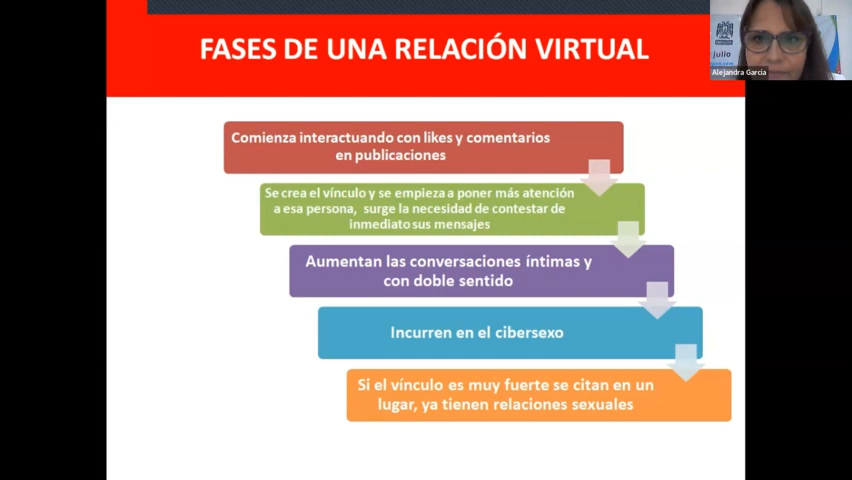 FASES DE UNA RELACIÓN VIRTUAL
julio
Alejandra García
Comienza interactuando con likes y comentarios
en publicaciones
Se crea el vínculo y se empieza a poner más atención
a esa persona, surge la necesidad de contestar de
inmediato sus mensajes
Aumentan las conversaciones íntimas y
con doble sentido
Incurren en el cibersexo
Si el vínculo es muy fuerte se citan en un
lugar, ya tienen relaciones sexuales